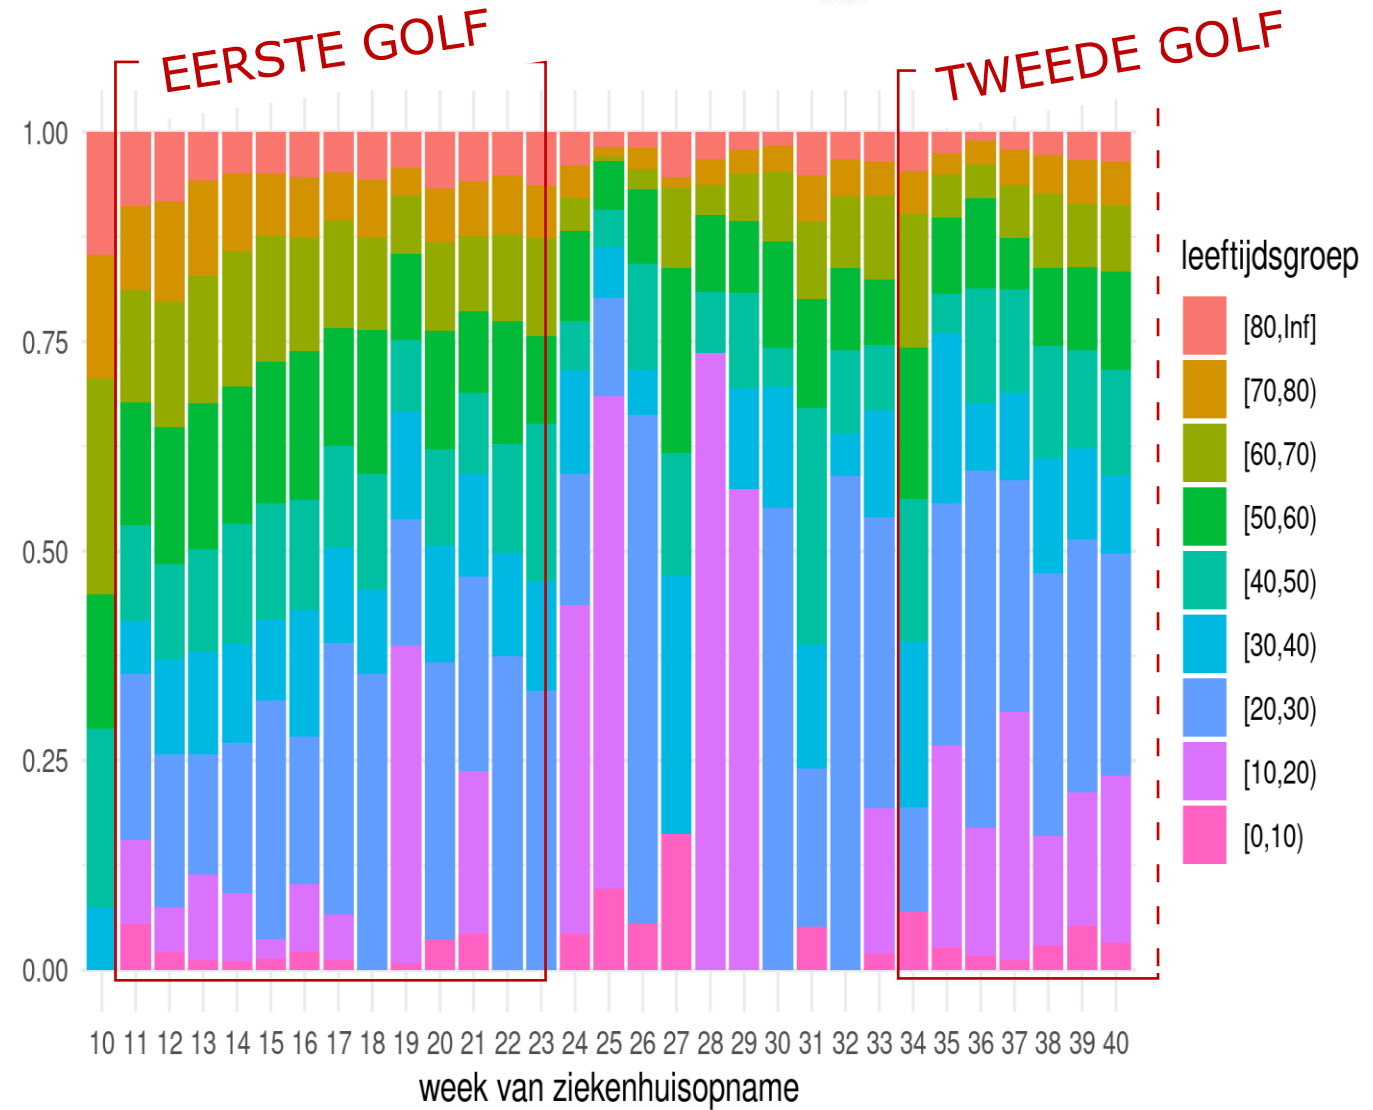 EERSTE GOLF
TWEEDE GOLF
1.00
0.75
0.50
0.25
0.00
10 11 12 13 14 15 16 17 18 19 20 21 22 23 24 25 26 27 28 29 30 31 32 33 34 35 36 37 38 39 40
week van ziekenhuisopname
leeftijdsgroep
[80,Inf]
[70,80)
[60,70)
[50,60)
[40,50)
[30,40)
[20,30)
[10,20)
[0,10)